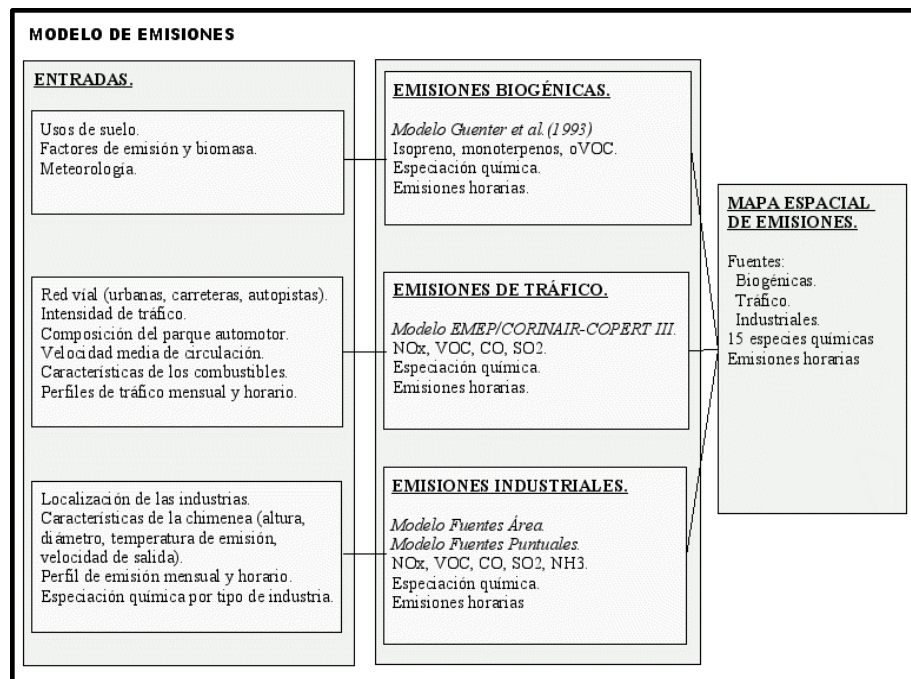 MODELO DE EMISIONES
ENTRADAS.
Usos de suelo.
Factores de emisión y biomasa.
Meteorología.
Red víal (urbanas, carreteras, autopistas).
Intensidad de tráfico.
Composición del parque automotor.
Velocidad media de circulación.
Características de los combustibles.
Perfiles de tráfico mensual y horario.
Localización de las industrias.
Características de la chimenea (altura,
diámetro, temperatura de emisión,
velocidad de salida).
Perfil de emisión mensual y horario.
Especiación química por tipo de industria.
EMISIONES BIOGÉNICAS.
Modelo Guenter et al. (1993)
Isopreno, monoterpenos, oVOC.
Especiación química.
Emisiones horarias.
EMISIONES DE TRÁFICO.
Modelo EMEP/CORINAIR-COPERT III.
NOx, VOC, CO, SO2.
Especiación química.
Emisiones horarias.
EMISIONES INDUSTRIALES.
Modelo Fuentes Área.
Modelo Fuentes Puntuales.
NOx, VOC, CO, SO2, NH3.
Especiación química.
Emisiones horarias
MAPA ESPACIAL
DE EMISIONES.
Fuentes:
Biogénicas.
Tráfico.
Industriales.
15 especies químicas
Emisiones horarias